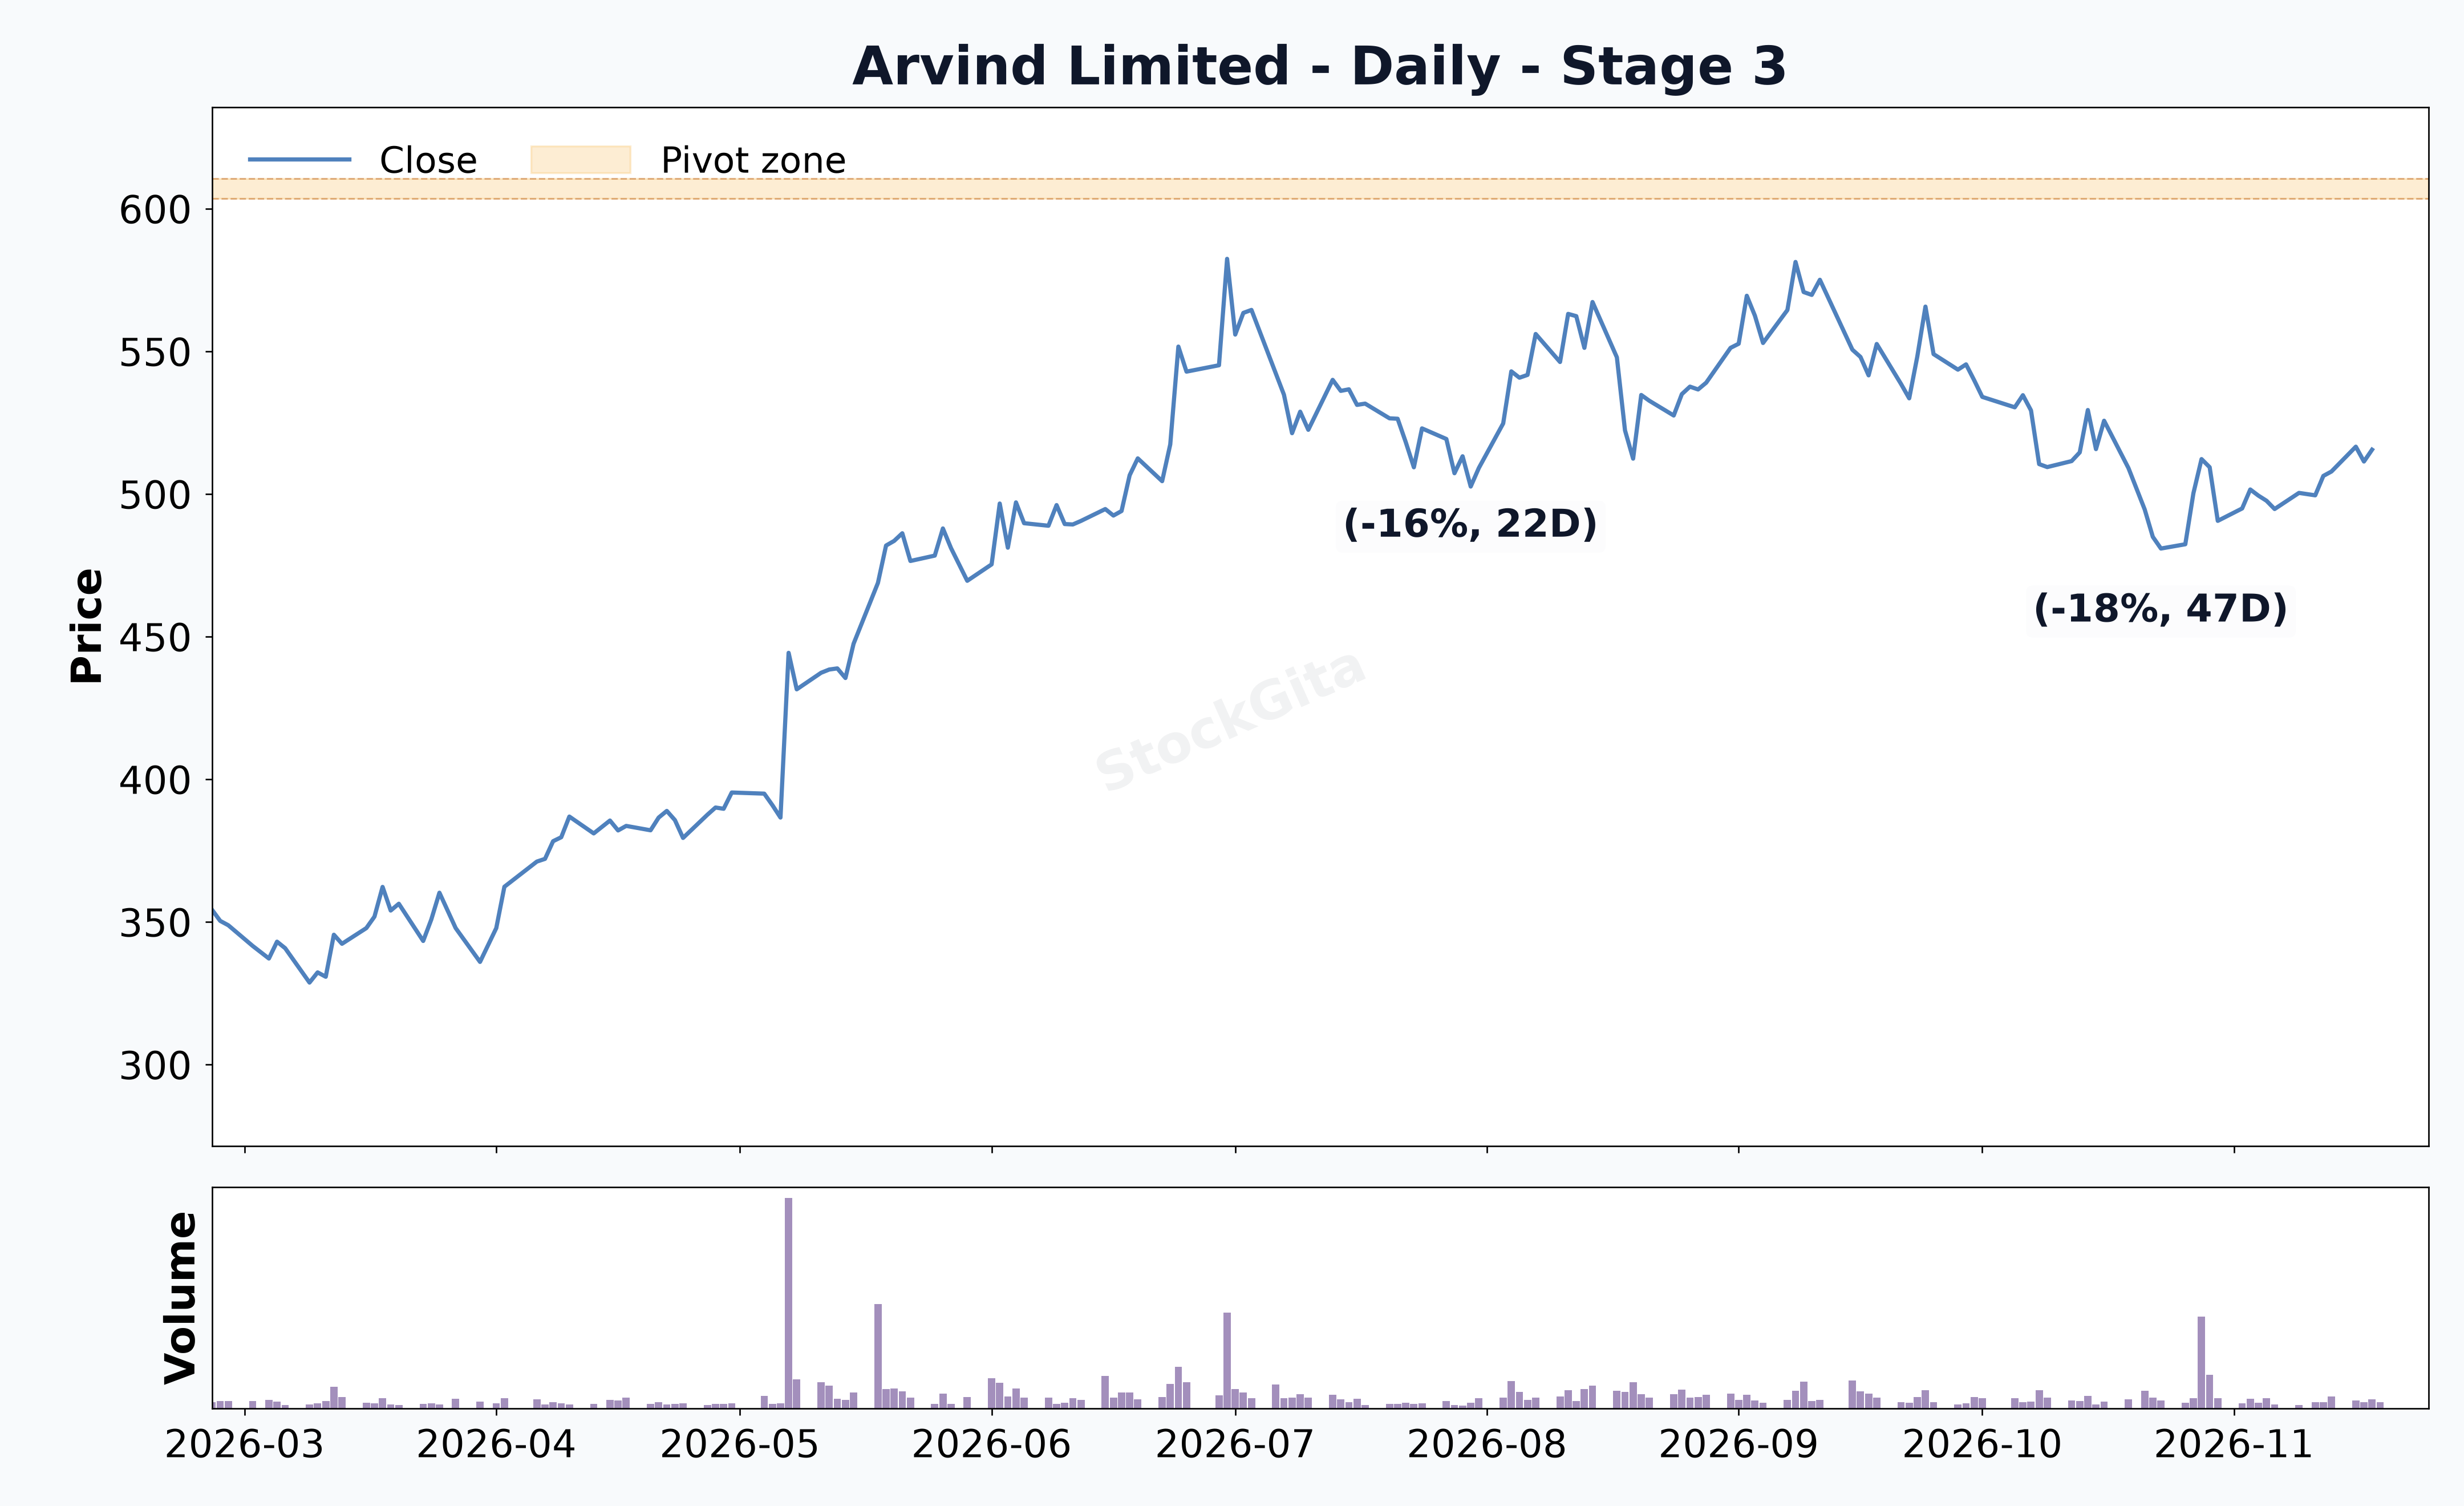 Arvind Limited - Daily - Stage 3
Close
Pivot zone
600
550
500
450
400
350
300
Price
(-16%, 22D)
(-18%, 47D)
StockGita
Volume
2026-03
2026-04
2026-05
2026-06
2026-07
2026-08
2026-09
2026-10
2026-11